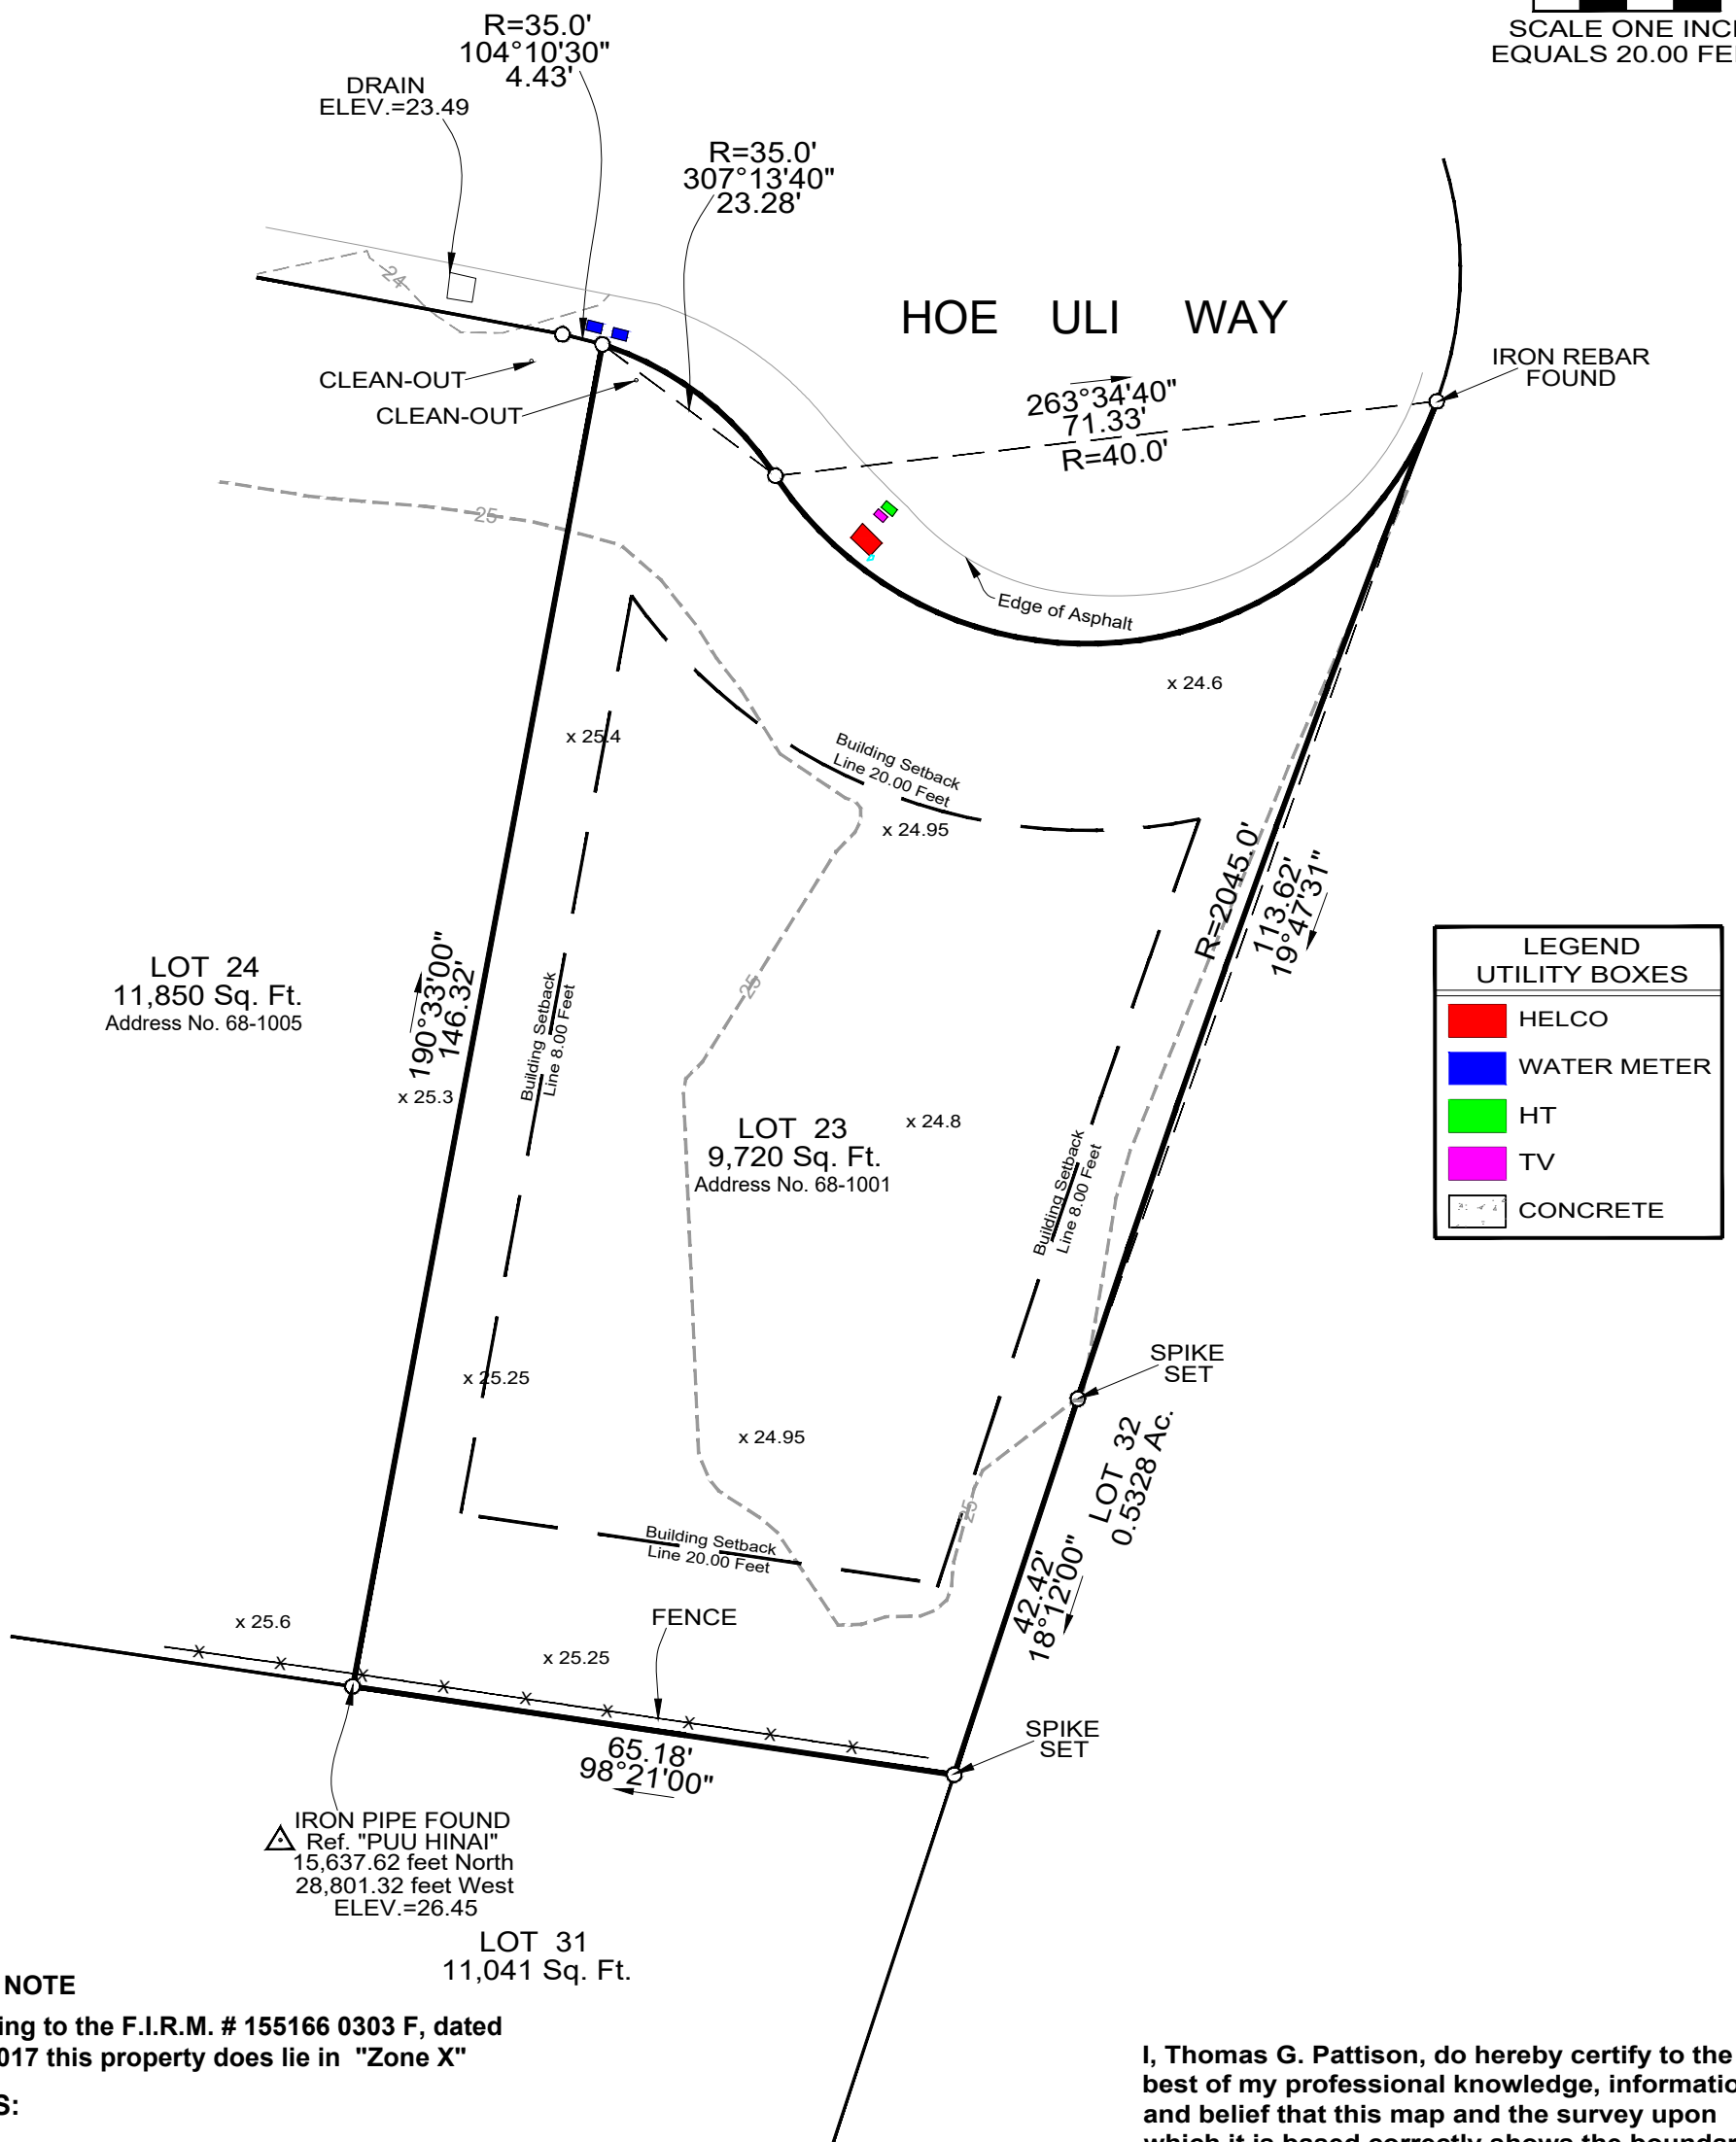 SCALE ONE INC
EQUALS 20.00 FE
R=35.0'
104°10'30"
4.43'
DRAIN
ELEV.=23.49
R=35.0'
307°13'40"
23.28'
24
HOE ULI WAY
CLEAN-OUT
CLEAN-OUT
IRON REBAR
FOUND
263°34'40"
71.33'
R=40.0'
25
Edge of Asphalt
x 24.6
x 25.4
Building Setback
Line 20.00 Feet
x 24.95
R=2045.0'
113.62'
19°47'31"
LOT 24
11,850 Sq. Ft.
Address No. 68-1005
190°33'00"
146.32'
x 25.3
Building Setback
Line 8.00 Feet
25
LOT 23
9,720 Sq. Ft.
Address No. 68-1001
x 24.8
Building Setback
Line 8.00 Feet
LEGEND
UTILITY BOXES
HELCO
WATER METER
HT
TV
CONCRETE
SPIKE
SET
x 25.25
x 24.95
LOT 32
0.5328 Ac.
25
Building Setback
Line 20.00 Feet
42.42'
18°12'00"
x 25.6
FENCE
x 25.25
65.18'
98°21'00"
SPIKE
SET
IRON PIPE FOUND
Ref. "PUU HINAI"
15,637.62 feet North
28,801.32 feet West
ELEV.=26.45
LOT 31
11,041 Sq. Ft.
NOTE
ing to the F.I.R.M. # 155166 0303 F, dated
017 this property does lie in "Zone X"
S:
I, Thomas G. Pattison, do hereby certify to the
best of my professional knowledge, informatio
and belief that this map and the survey upon
which it is based correctly shows the boundar